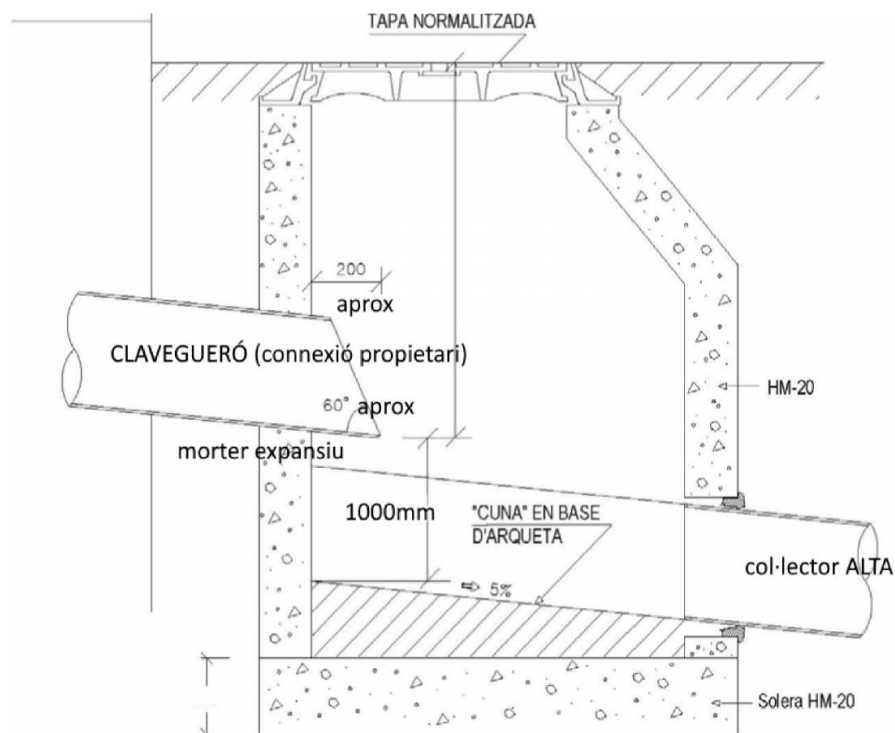 TAPA NORMALITZADA
200
aprox
CLAVEGUERÓ (connexió propietari)
60° aprox
HM-20
morter expansiu
1000mm
"CUNA" EN BASE
D'ARQUETA
col·lector ALTA
5%
Solera HM-20